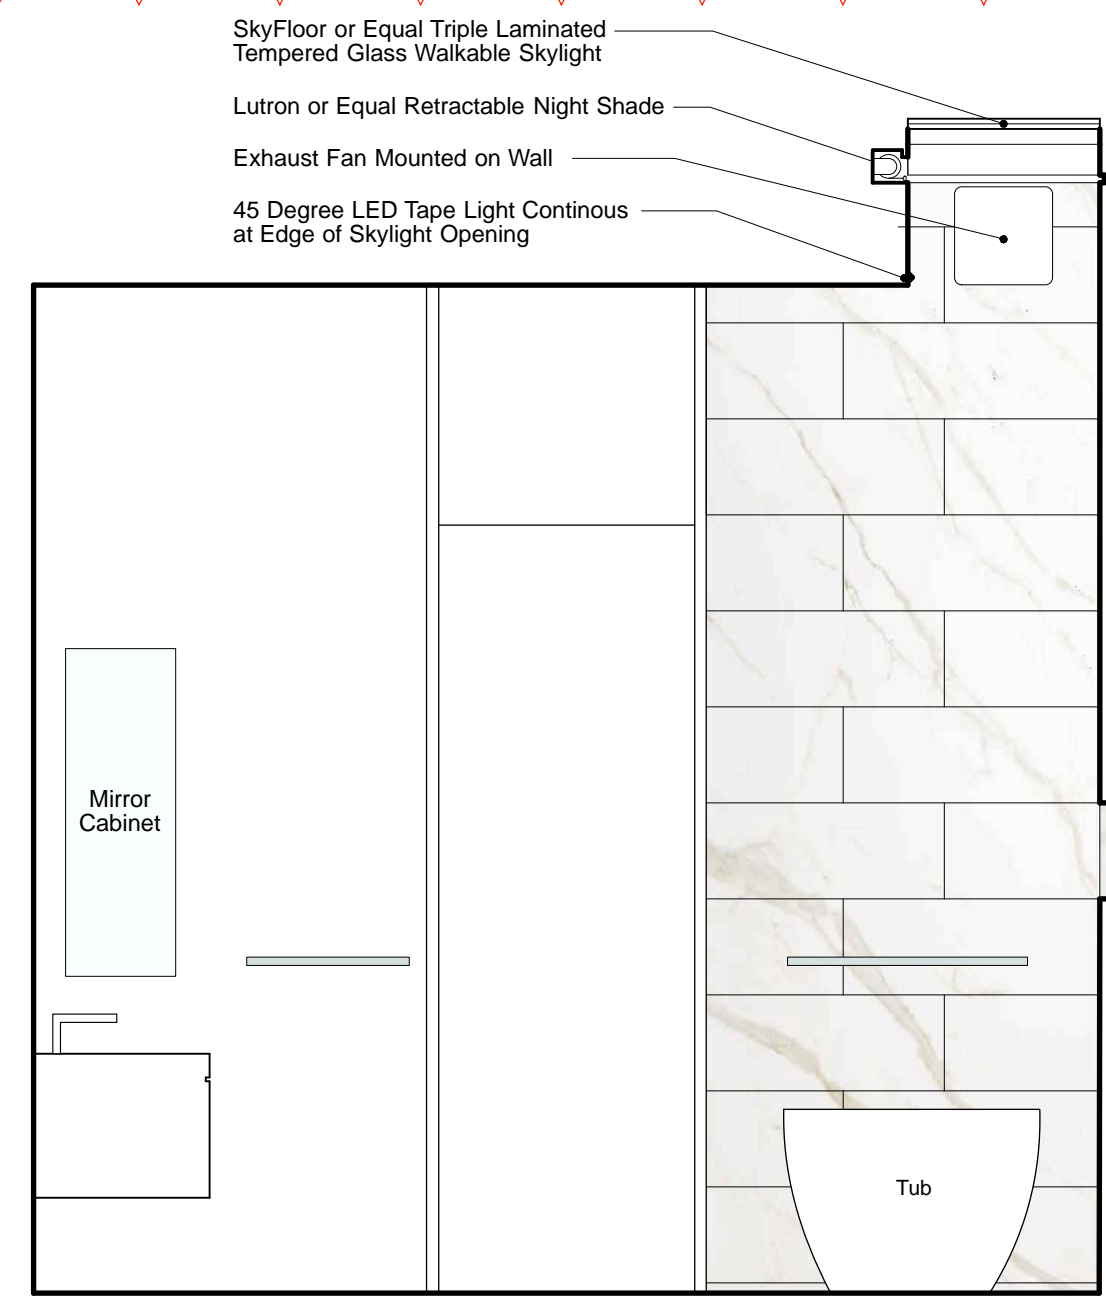 SkyFloor or Equal Triple Laminated
Tempered Glass Walkable Skylight
Lutron or Equal Retractable Night Shade
Exhaust Fan Mounted on Wall
45 Degree LED Tape Light Continous
at Edge of Skylight Opening
Mirror
Cabinet
Tub